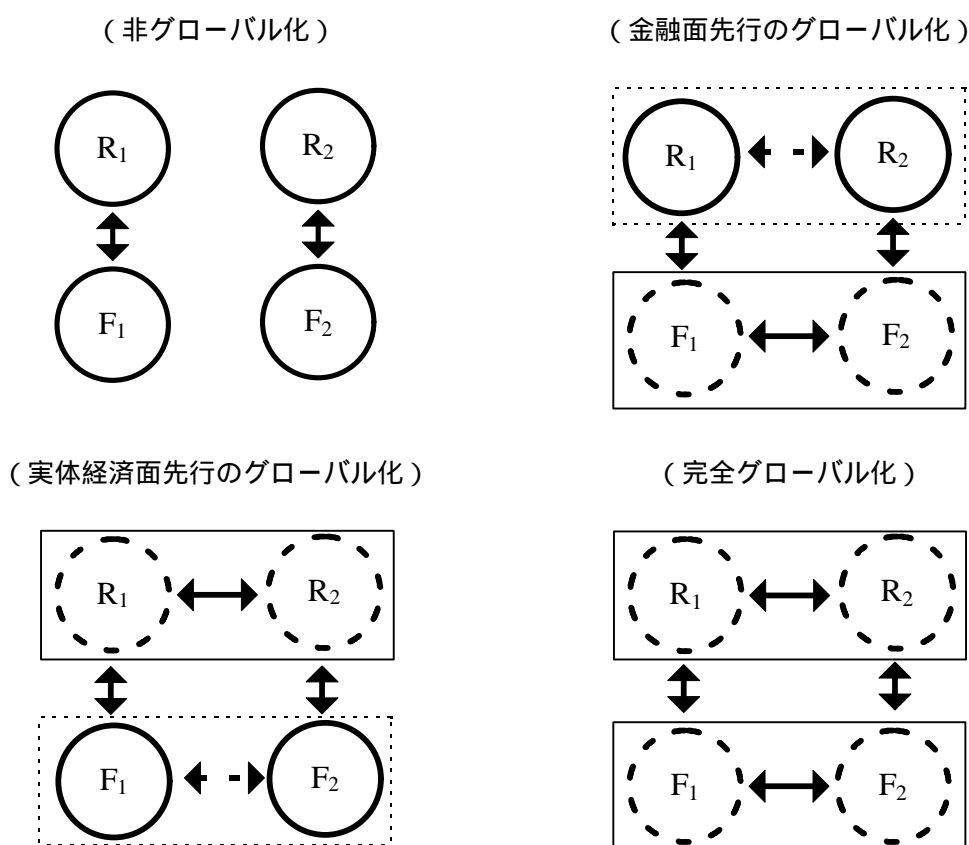 (非グローバル化)
(金融面先行のグローバル化)
R₁
R₂
R₁
R₂
F₁
F₂
F₁
F₂
(実体経済面先行のグローバル化)
(完全グローバル化)
R₁
R₂
R₁
R₂
F₁
F₂
F₁
F₂